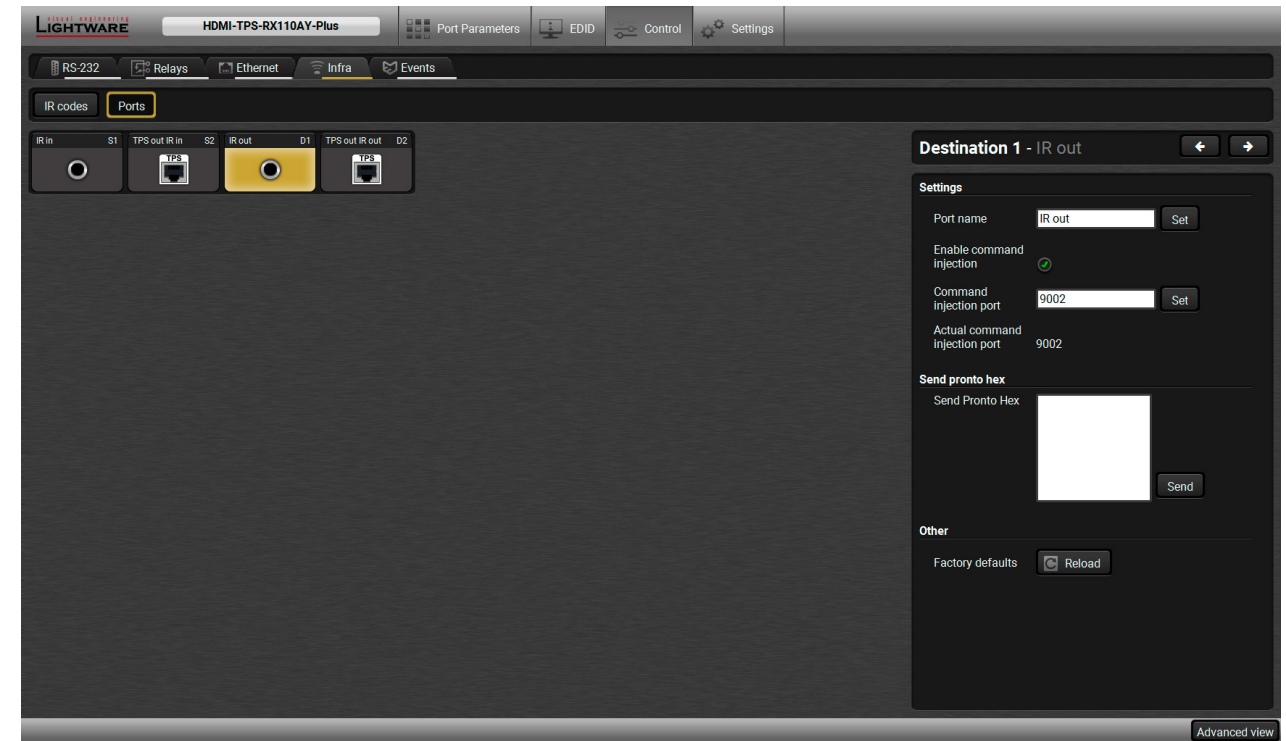 visual engineering
LIGHTWARE
HDMI-TPS-RX110AY-Plus
Port Parameters
EDID
Control
Settings
RS-232
Relays
Ethernet
Infra
Events
IR codes
Ports
IR in S1
TPS out IR in S2
TPS
IR out D1
TPS out IR out D2
TPS
Destination 1 - IR out
Settings
Port name
IR out
Set
Enable command
injection
Command
injection port
9002
Set
Actual command
injection port
9002
Send pronto hex
Send Pronto Hex
Send
Other
Factory defaults
Reload
Advanced view